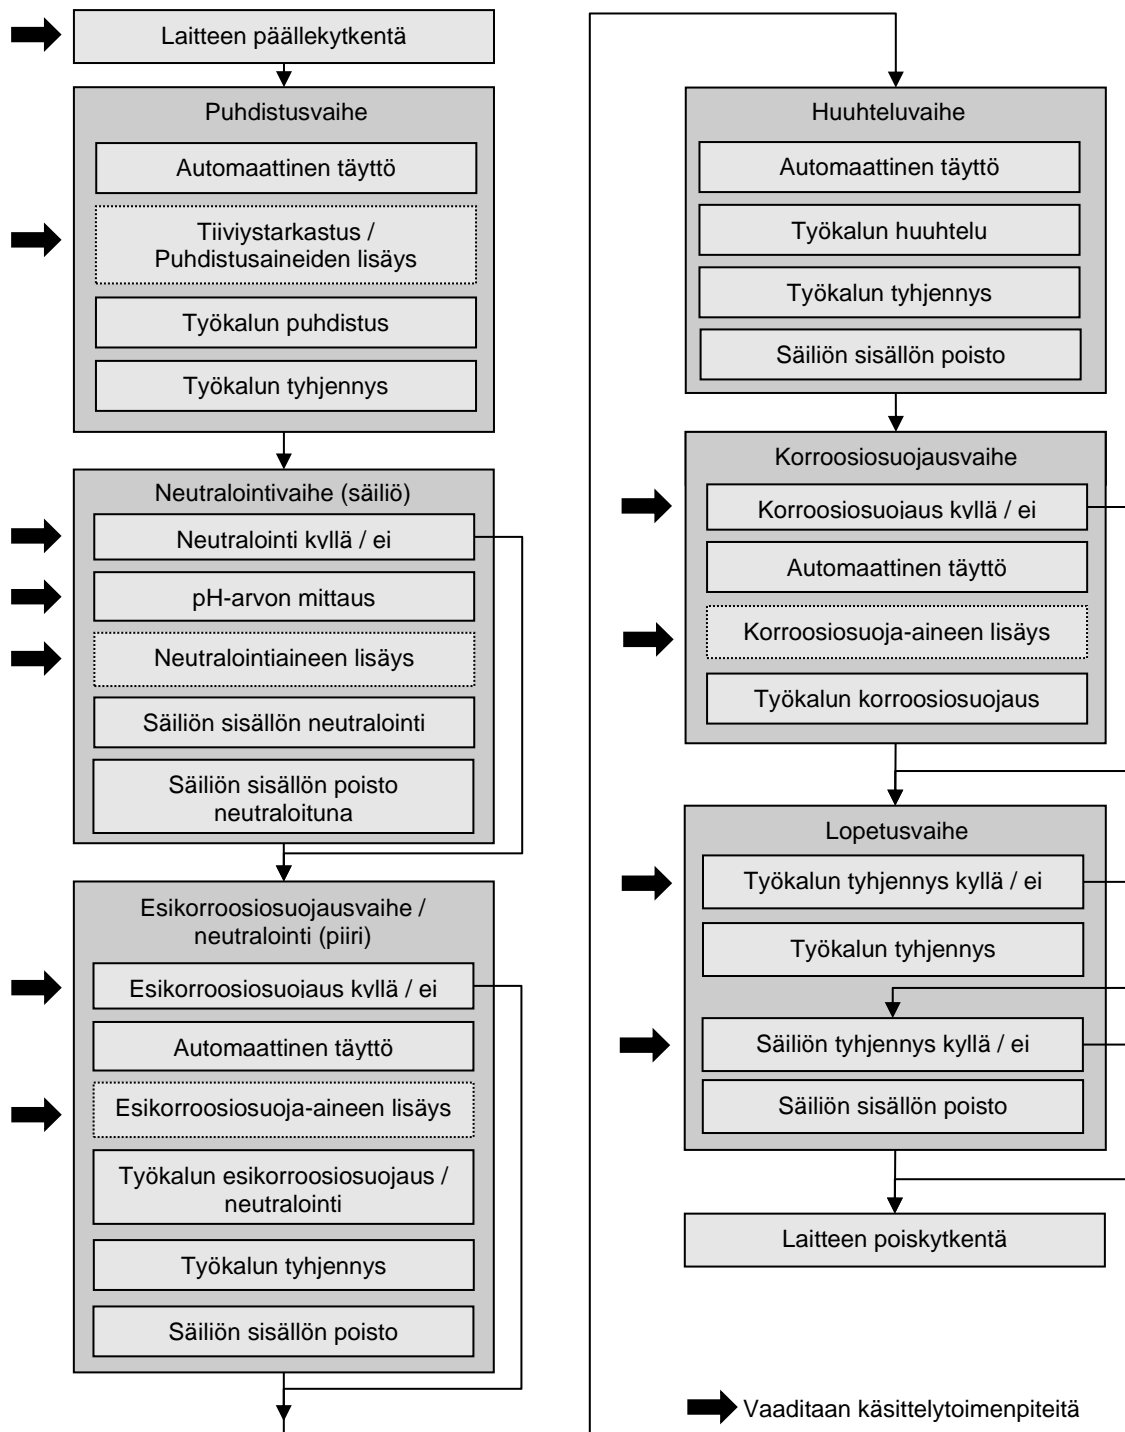 Laitteen päällekytkentä
Puhdistusvaihe
Automaattinen täyttö
Tiiviystarkastus /
Puhdistusaineiden lisäys
Työkalun puhdistus
Työkalun tyhjennys
Neutralointivaihe (säiliö)
Neutralointi kyllä / ei
pH-arvon mittaus
Neutralointiaineen lisäys
Säiliön sisällön neutralointi
Säiliön sisällön poisto
neutraloituna
Esikorroosiosuojausvaihe /
neutralointi (piiri)
Esikorroosiosuojaus kyllä / ei
Automaattinen täyttö
Esikorroosiosuoja-aineen lisäys
Työkalun esikorroosiosuojaus /
neutralointi
Työkalun tyhjennys
Säiliön sisällön poisto
Huuhteluvaihe
Automaattinen täyttö
Työkalun huuhtelu
Työkalun tyhjennys
Säiliön sisällön poisto
Korroosiosuojausvaihe
Korroosiosuojaus kyllä / ei
Automaattinen täyttö
Korroosiosuoja-aineen lisäys
Työkalun korroosiosuojaus
Lopetusvaihe
Työkalun tyhjennys kyllä / ei
Työkalun tyhjennys
Säiliön tyhjennys kyllä / ei
Säiliön sisällön poisto
Laitteen poiskytkentä
Vaaditaan käsittelytoimenpiteitä